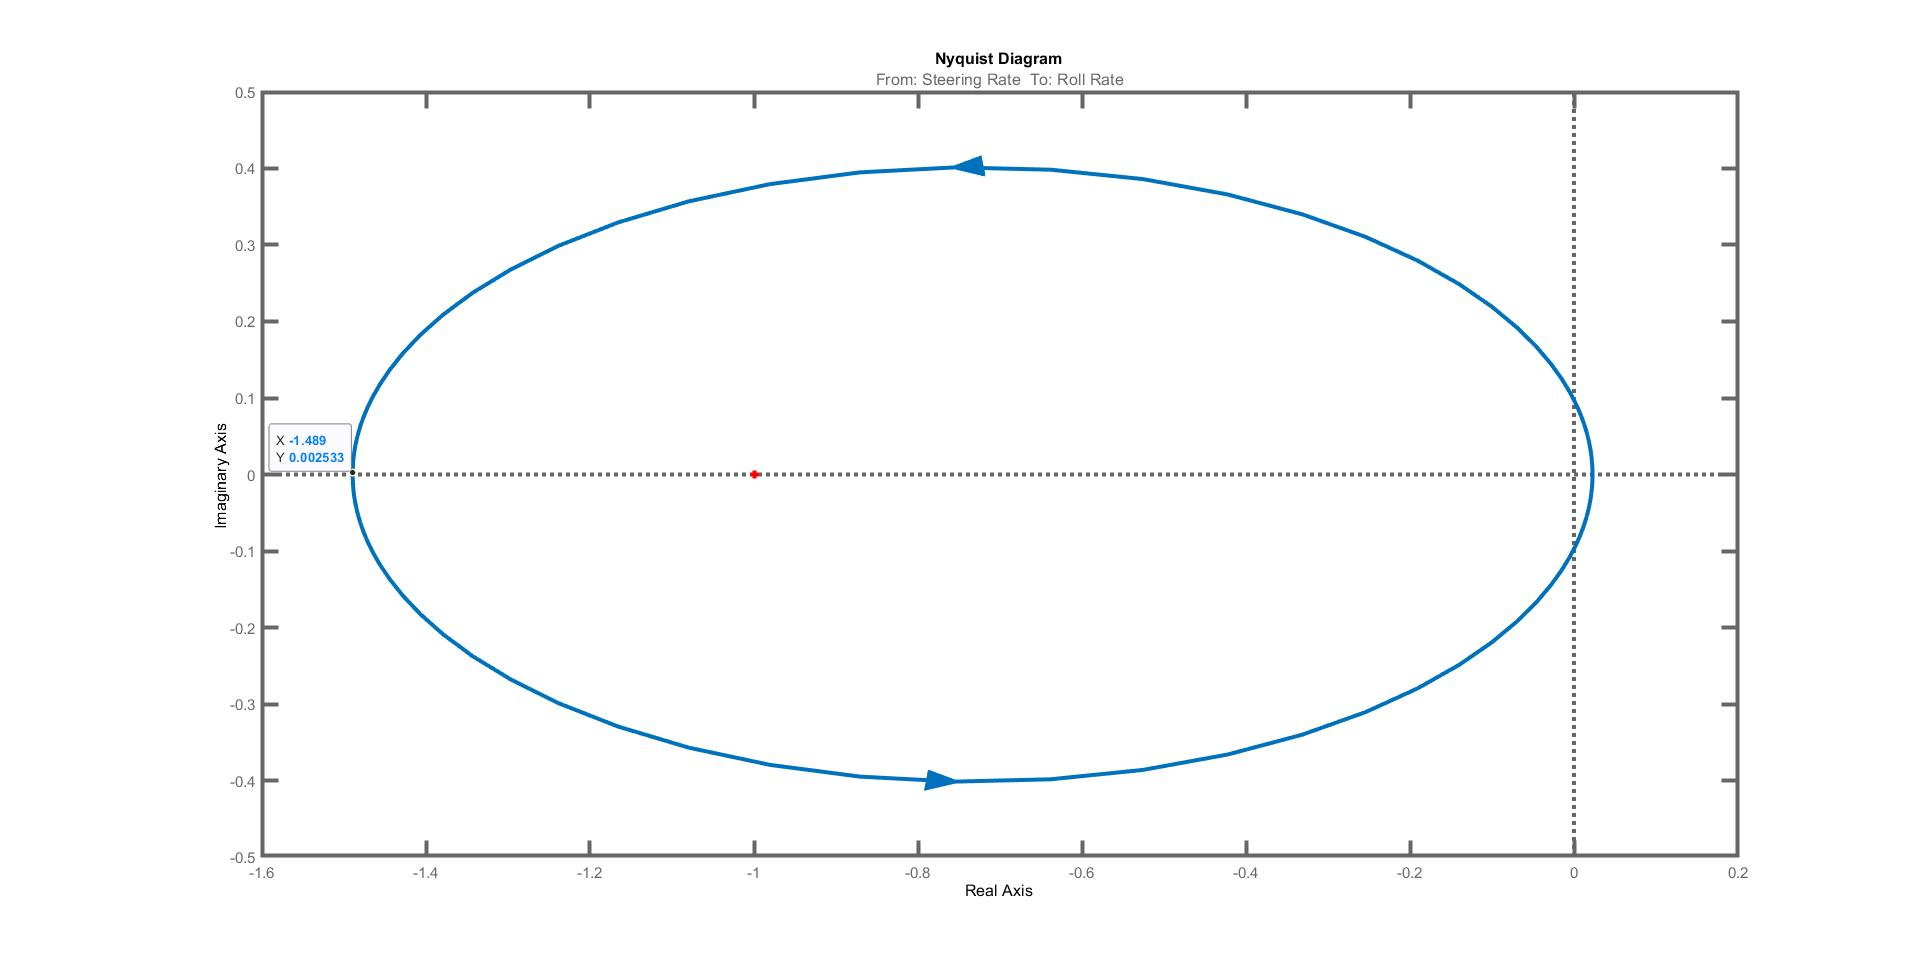 Nyquist Diagram
From: Steering Rate  To: Roll Rate
0.5
0.4
0.3
0.2
0.1
0
-0.1
-0.2
-0.3
-0.4
-0.5
Imaginary Axis
X -1.489
Y 0.002533
-1.6 -1.4 -1.2 -1 -0.8 -0.6 -0.4 -0.2 0 0.2
Real Axis